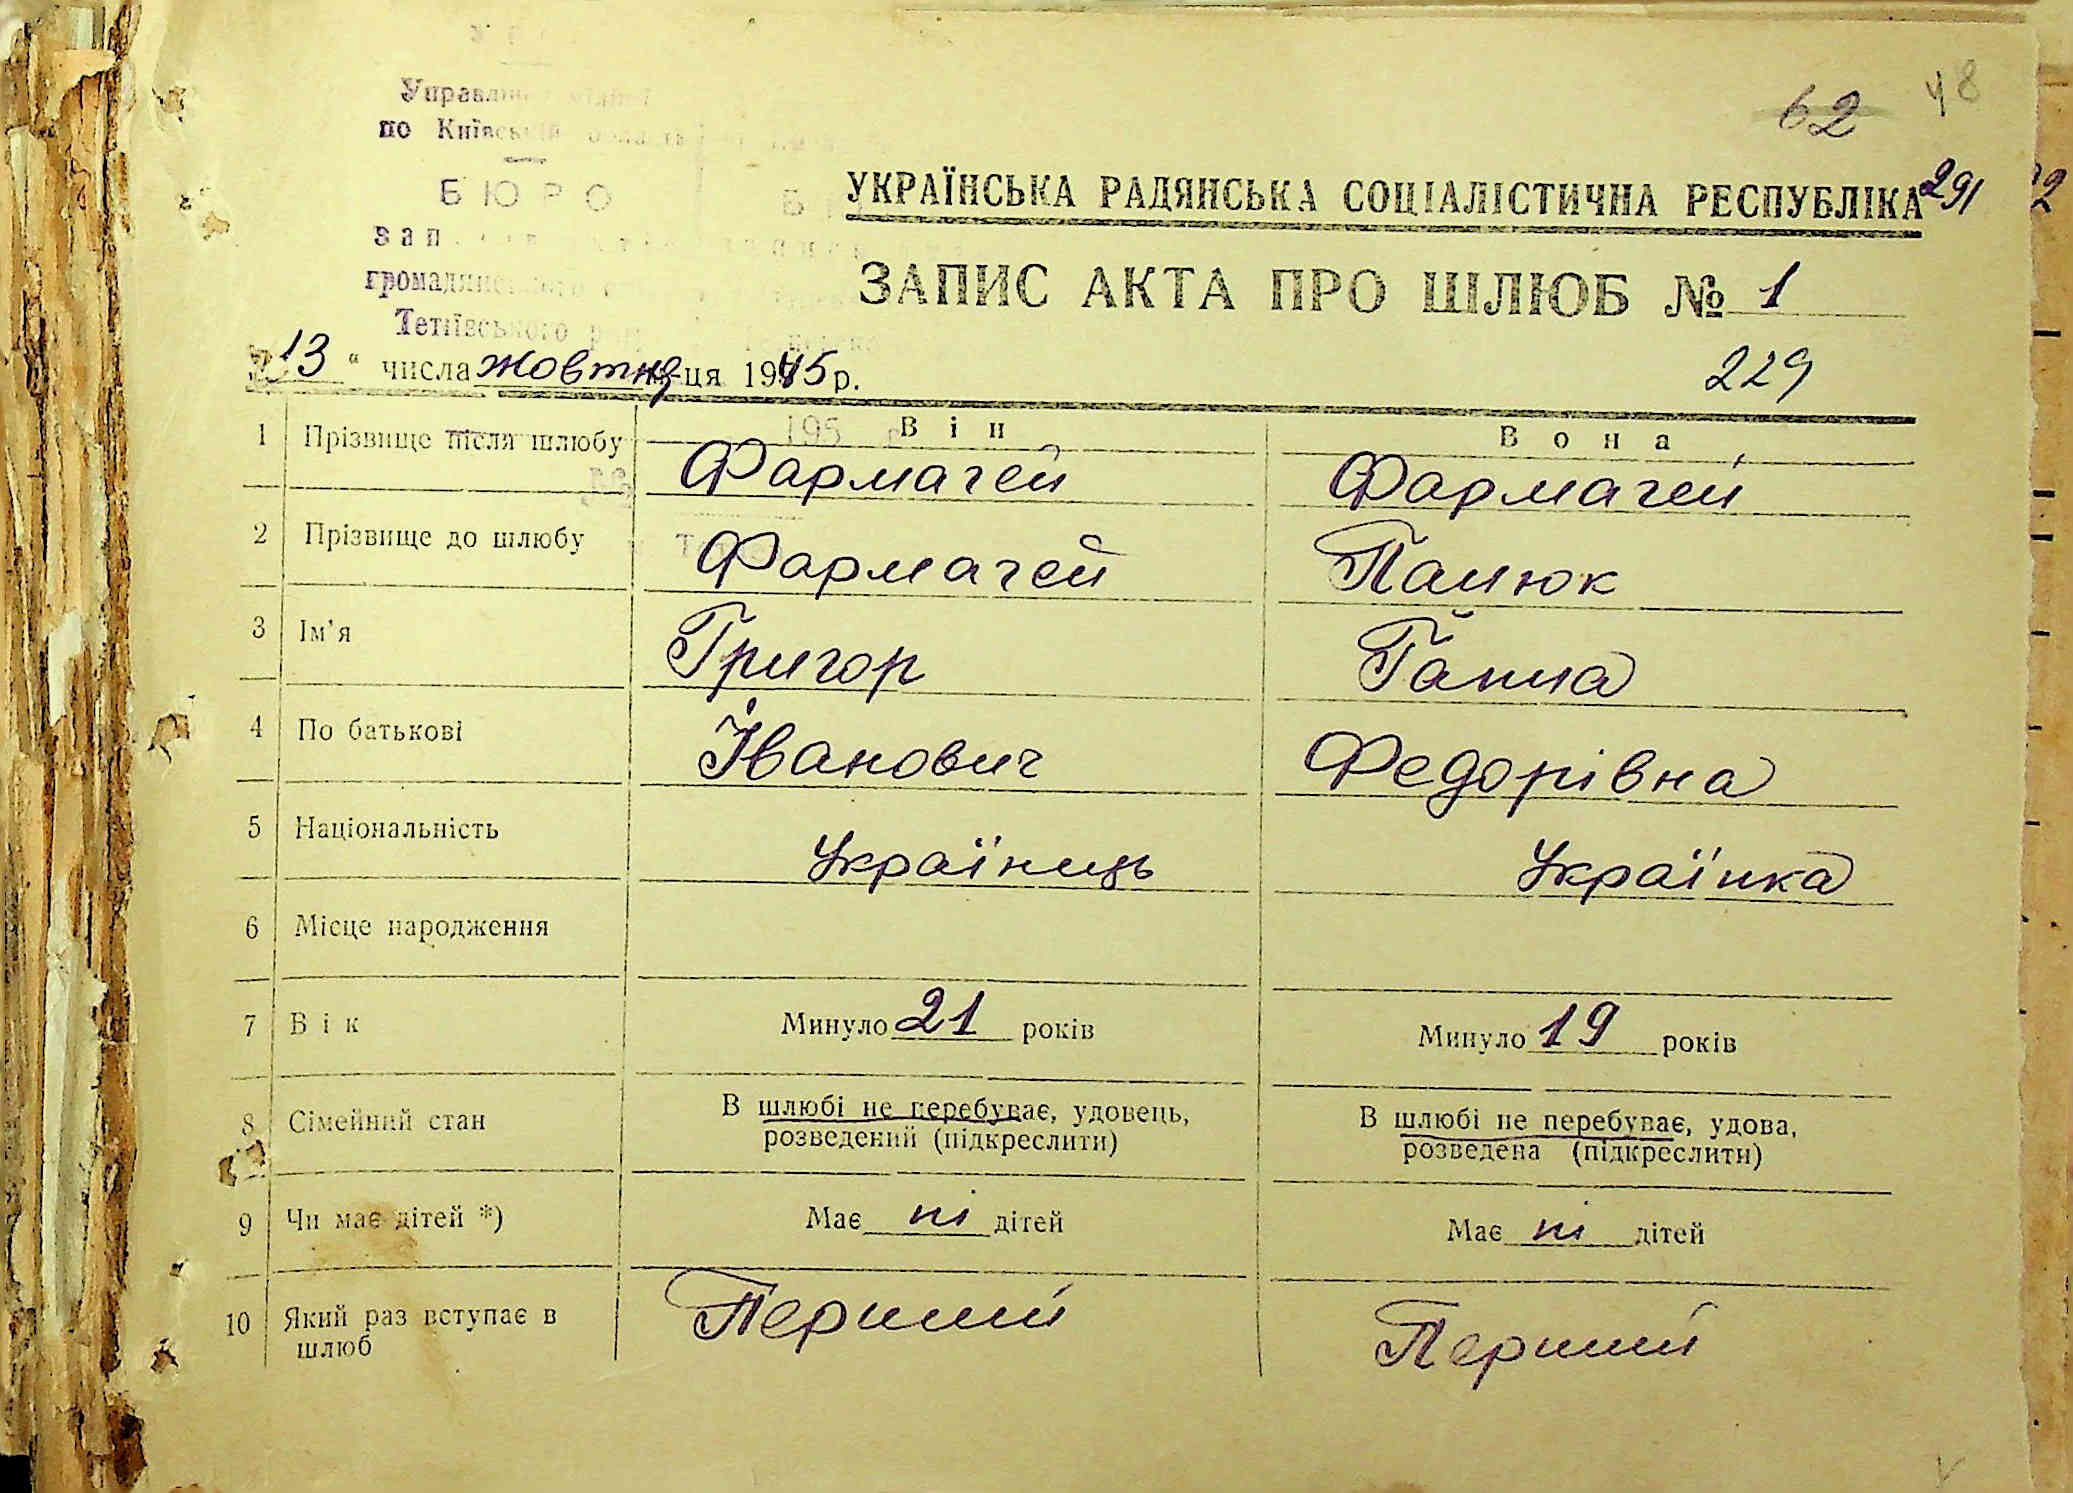 48
62
Управлін
по Київській
БЮРО
зап
громадянського
Тетіївського
УКРАЇНСЬКА РАДЯНСЬКА СОЦІАЛІСТИЧНА РЕСПУБЛІКА
291
ЗАПИС АКТА ПРО ШЛЮБ № 1
„13“ числа жовтня м-ця 1945 р.
229
195
Він Вона
1 Прізвище після шлюбу Фармагей Фармагей
2 Прізвище до шлюбу Фармагей Панюк
3 Ім'я Григор Ганна
4 По батькові Іванович Федорівна
5 Національність Українець Українка
6 Місце народження
7 Вік Минуло 21 років Минуло 19 років
8 Сімейний стан В шлюбі не перебуває, удовець, розведений (підкреслити) В шлюбі не перебуває, удова, розведена (підкреслити)
9 Чи має дітей *) Має ні дітей Має ні дітей
10 Який раз вступає в шлюб Перший Перший